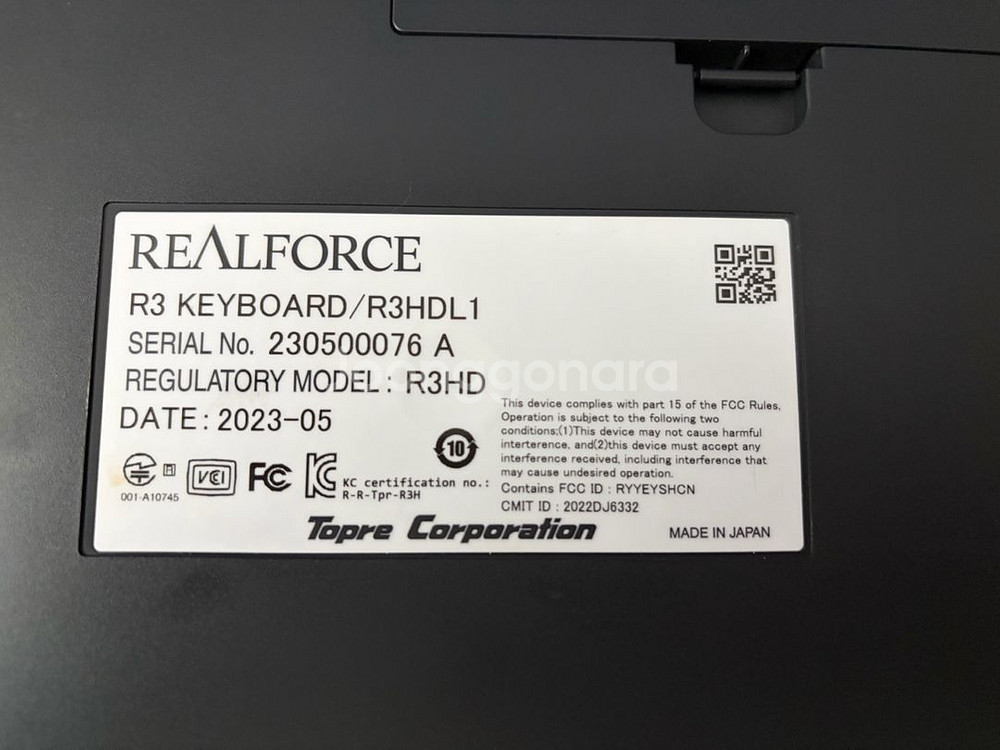 REALFORCE
R3 KEYBOARD/R3HDL1
SERIAL No. 230500076 A
REGULATORY MODEL : R3HD
DATE : 2023-05
joonggonara
This device complies with part 15 of the FCC Rules.
Operation is subject to the following two
conditions;(1)This device may not cause harmful
interference, and(2)this device must accept any
interference received, including interference that
may cause undesired operation.
Contains FCC ID : RYYEYSHCN
CMIT ID : 2022DJ6332
10
R
001-A10745
VCI
FC
KC
KC certification no.:
R-R-Tpr-R3H
Topre Corporation
MADE IN JAPAN